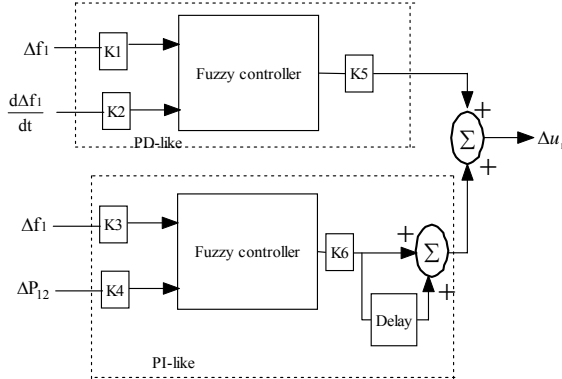 Δf1
K1
Fuzzy controller
K5
dΔf1
dt
K2
PD-like
+
Σ
+
Δu
Δf1
K3
Fuzzy controller
K6
+
Σ
+
ΔP12
K4
Delay
PI-like